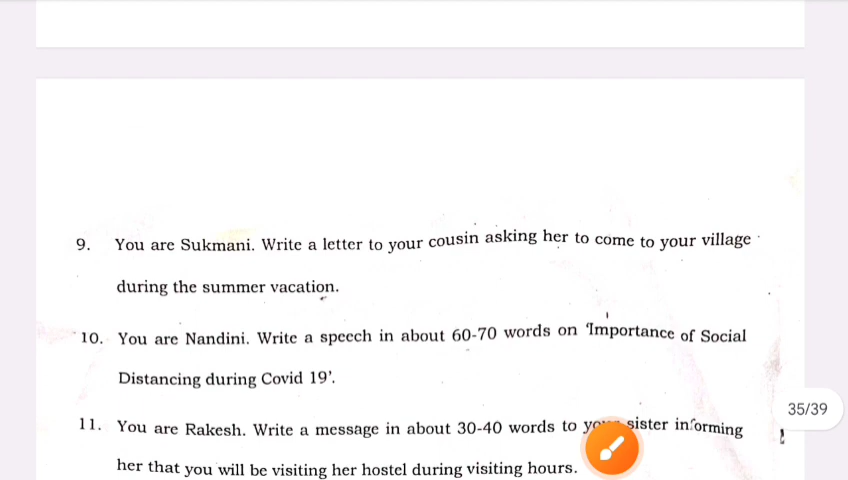 9. You are Sukmani. Write a letter to your cousin asking her to come to your village
during the summer vacation.
10. You are Nandini. Write a speech in about 60-70 words on 'Importance of Social
Distancing during Covid 19'.
35/39
11. You are Rakesh. Write a message in about 30-40 words to sister informing
her that you will be visiting her hostel during visiting hours.